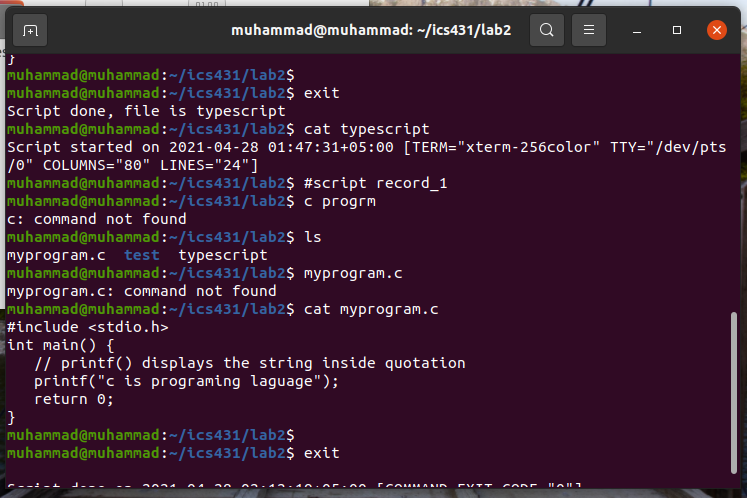 muhammad@muhammad: ~/ics431/lab2
}
muhammad@muhammad:~/ics431/lab2$
muhammad@muhammad:~/ics431/lab2$ exit
Script done, file is typescript
muhammad@muhammad:~/ics431/lab2$ cat typescript
Script started on 2021-04-28 01:47:31+05:00 [TERM="xterm-256color" TTY="/dev/pts
/0" COLUMNS="80" LINES="24"]
muhammad@muhammad:~/ics431/lab2$ #script record_1
muhammad@muhammad:~/ics431/lab2$ c progrm
c: command not found
muhammad@muhammad:~/ics431/lab2$ ls
myprogram.c  test  typescript
muhammad@muhammad:~/ics431/lab2$ myprogram.c
myprogram.c: command not found
muhammad@muhammad:~/ics431/lab2$ cat myprogram.c
#include <stdio.h>
int main() {
   // printf() displays the string inside quotation
   printf("c is programing laguage");
   return 0;
}
muhammad@muhammad:~/ics431/lab2$
muhammad@muhammad:~/ics431/lab2$ exit
Script done on 2021-04-28 [COMMAND_EXIT_CODE="0"]